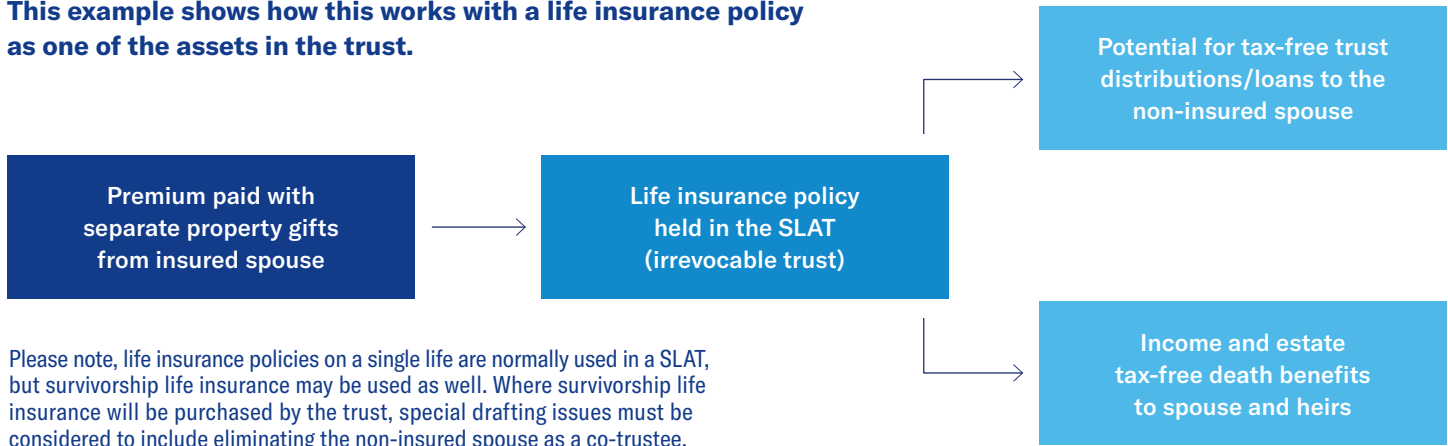 This example shows how this works with a life insurance policy
as one of the assets in the trust.
Premium paid with
separate property gifts
from insured spouse
Life insurance policy
held in the SLAT
(irrevocable trust)
Potential for tax-free trust
distributions/loans to the
non-insured spouse
Income and estate
tax-free death benefits
to spouse and heirs
Please note, life insurance policies on a single life are normally used in a SLAT,
but survivorship life insurance may be used as well. Where survivorship life
insurance will be purchased by the trust, special drafting issues must be
considered to include eliminating the non-insured spouse as a co-trustee.